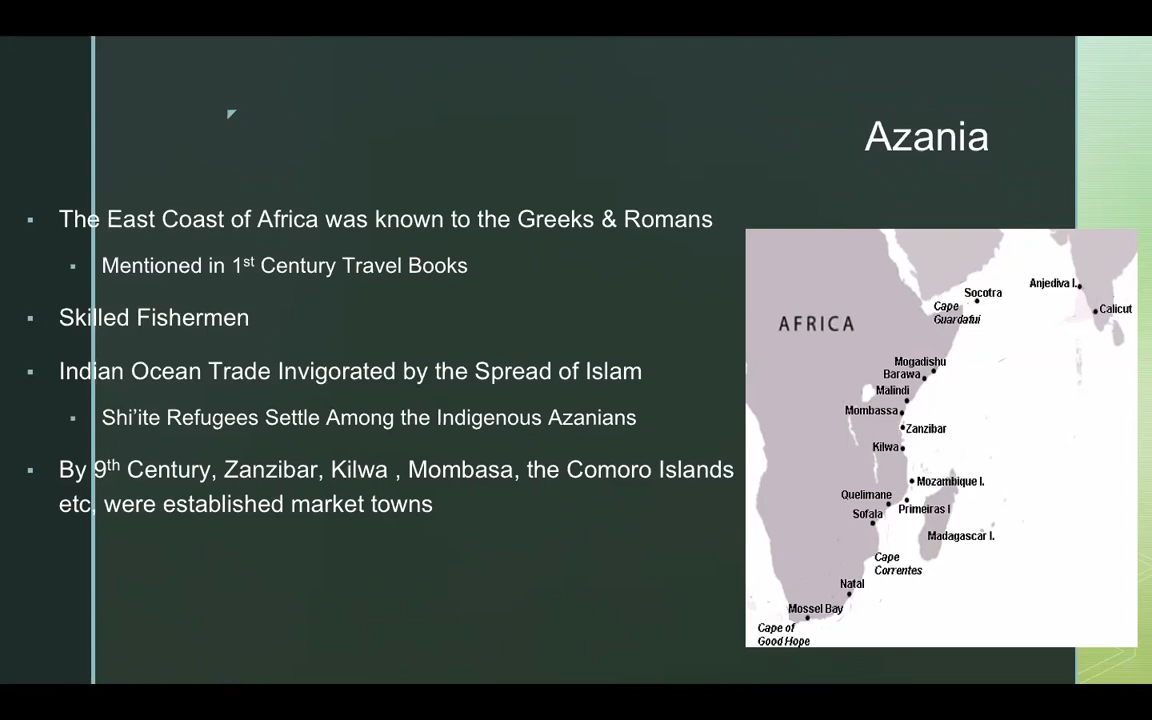 Azania
▪ The East Coast of Africa was known to the Greeks & Romans
▪ Mentioned in 1st Century Travel Books
▪ Skilled Fishermen
▪ Indian Ocean Trade Invigorated by the Spread of Islam
▪ Shi'ite Refugees Settle Among the Indigenous Azanians
▪ By 9th Century, Zanzibar, Kilwa , Mombasa, the Comoro Islands
etc, were established market towns
Anjediva I.
Socotra
Cape
Guardafui
Calicut
AFRICA
Mogadishu
Barawa
Malindi
Mombassa
Zanzibar
Kilwa
Mozambique I.
Quelimane
Primeiras I
Sofala
Madagascar I.
Cape
Correntes
Natal
Mossel Bay
Cape of
Good Hope